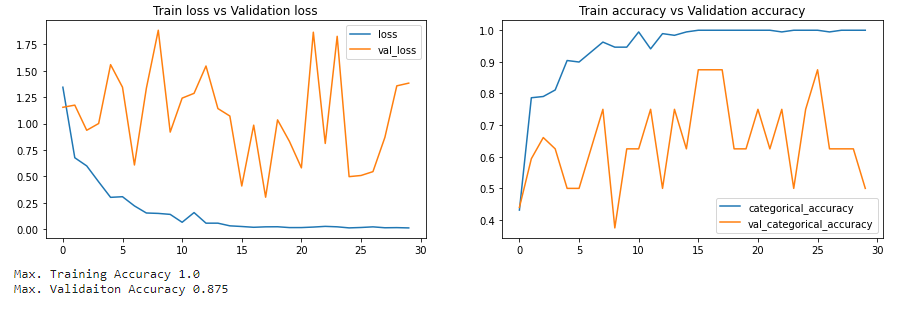 Train loss vs Validation loss
loss
val_loss
1.75
1.50
1.25
1.00
0.75
0.50
0.25
0.00
0 5 10 15 20 25 30
Train accuracy vs Validation accuracy
1.0
0.9
0.8
0.7
0.6
0.5
0.4
categorical_accuracy
val_categorical_accuracy
0 5 10 15 20 25 30
Max. Training Accuracy 1.0
Max. Validaiton Accuracy 0.875